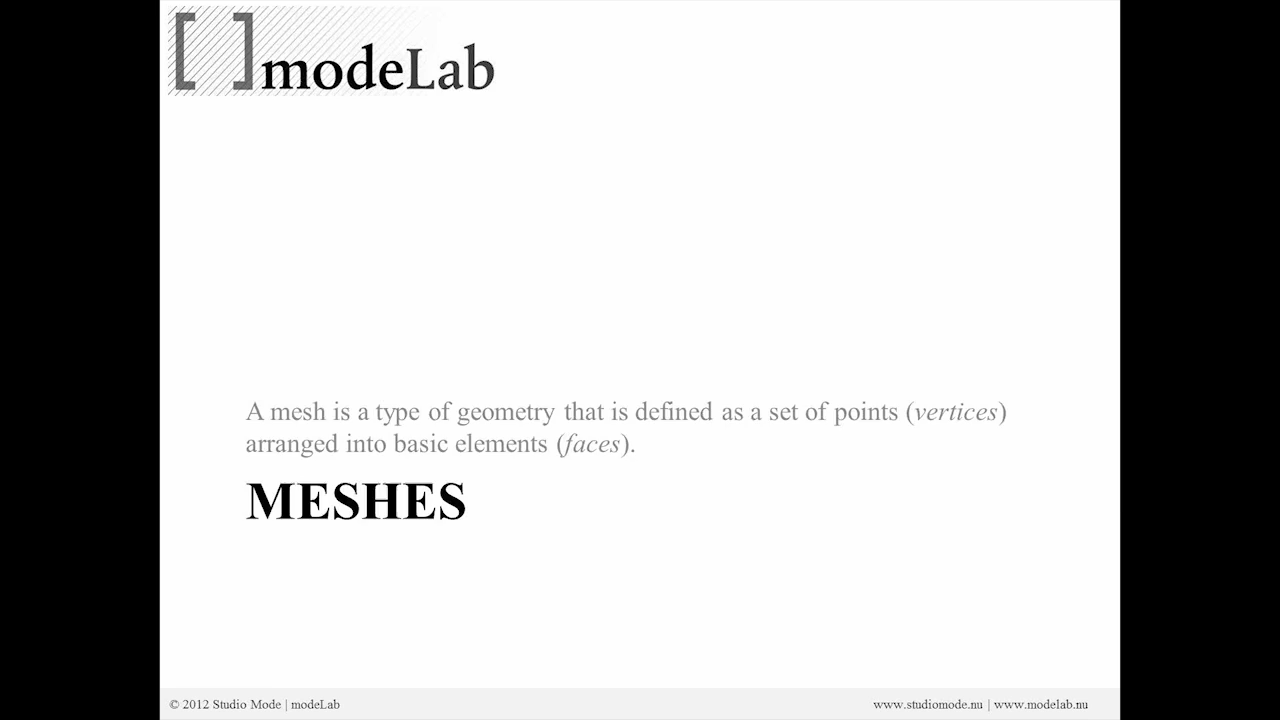 [ ]modeLab
A mesh is a type of geometry that is defined as a set of points (vertices)
arranged into basic elements (faces).
MESHES
© 2012 Studio Mode | modeLab
www.studiomode.nu | www.modelab.nu